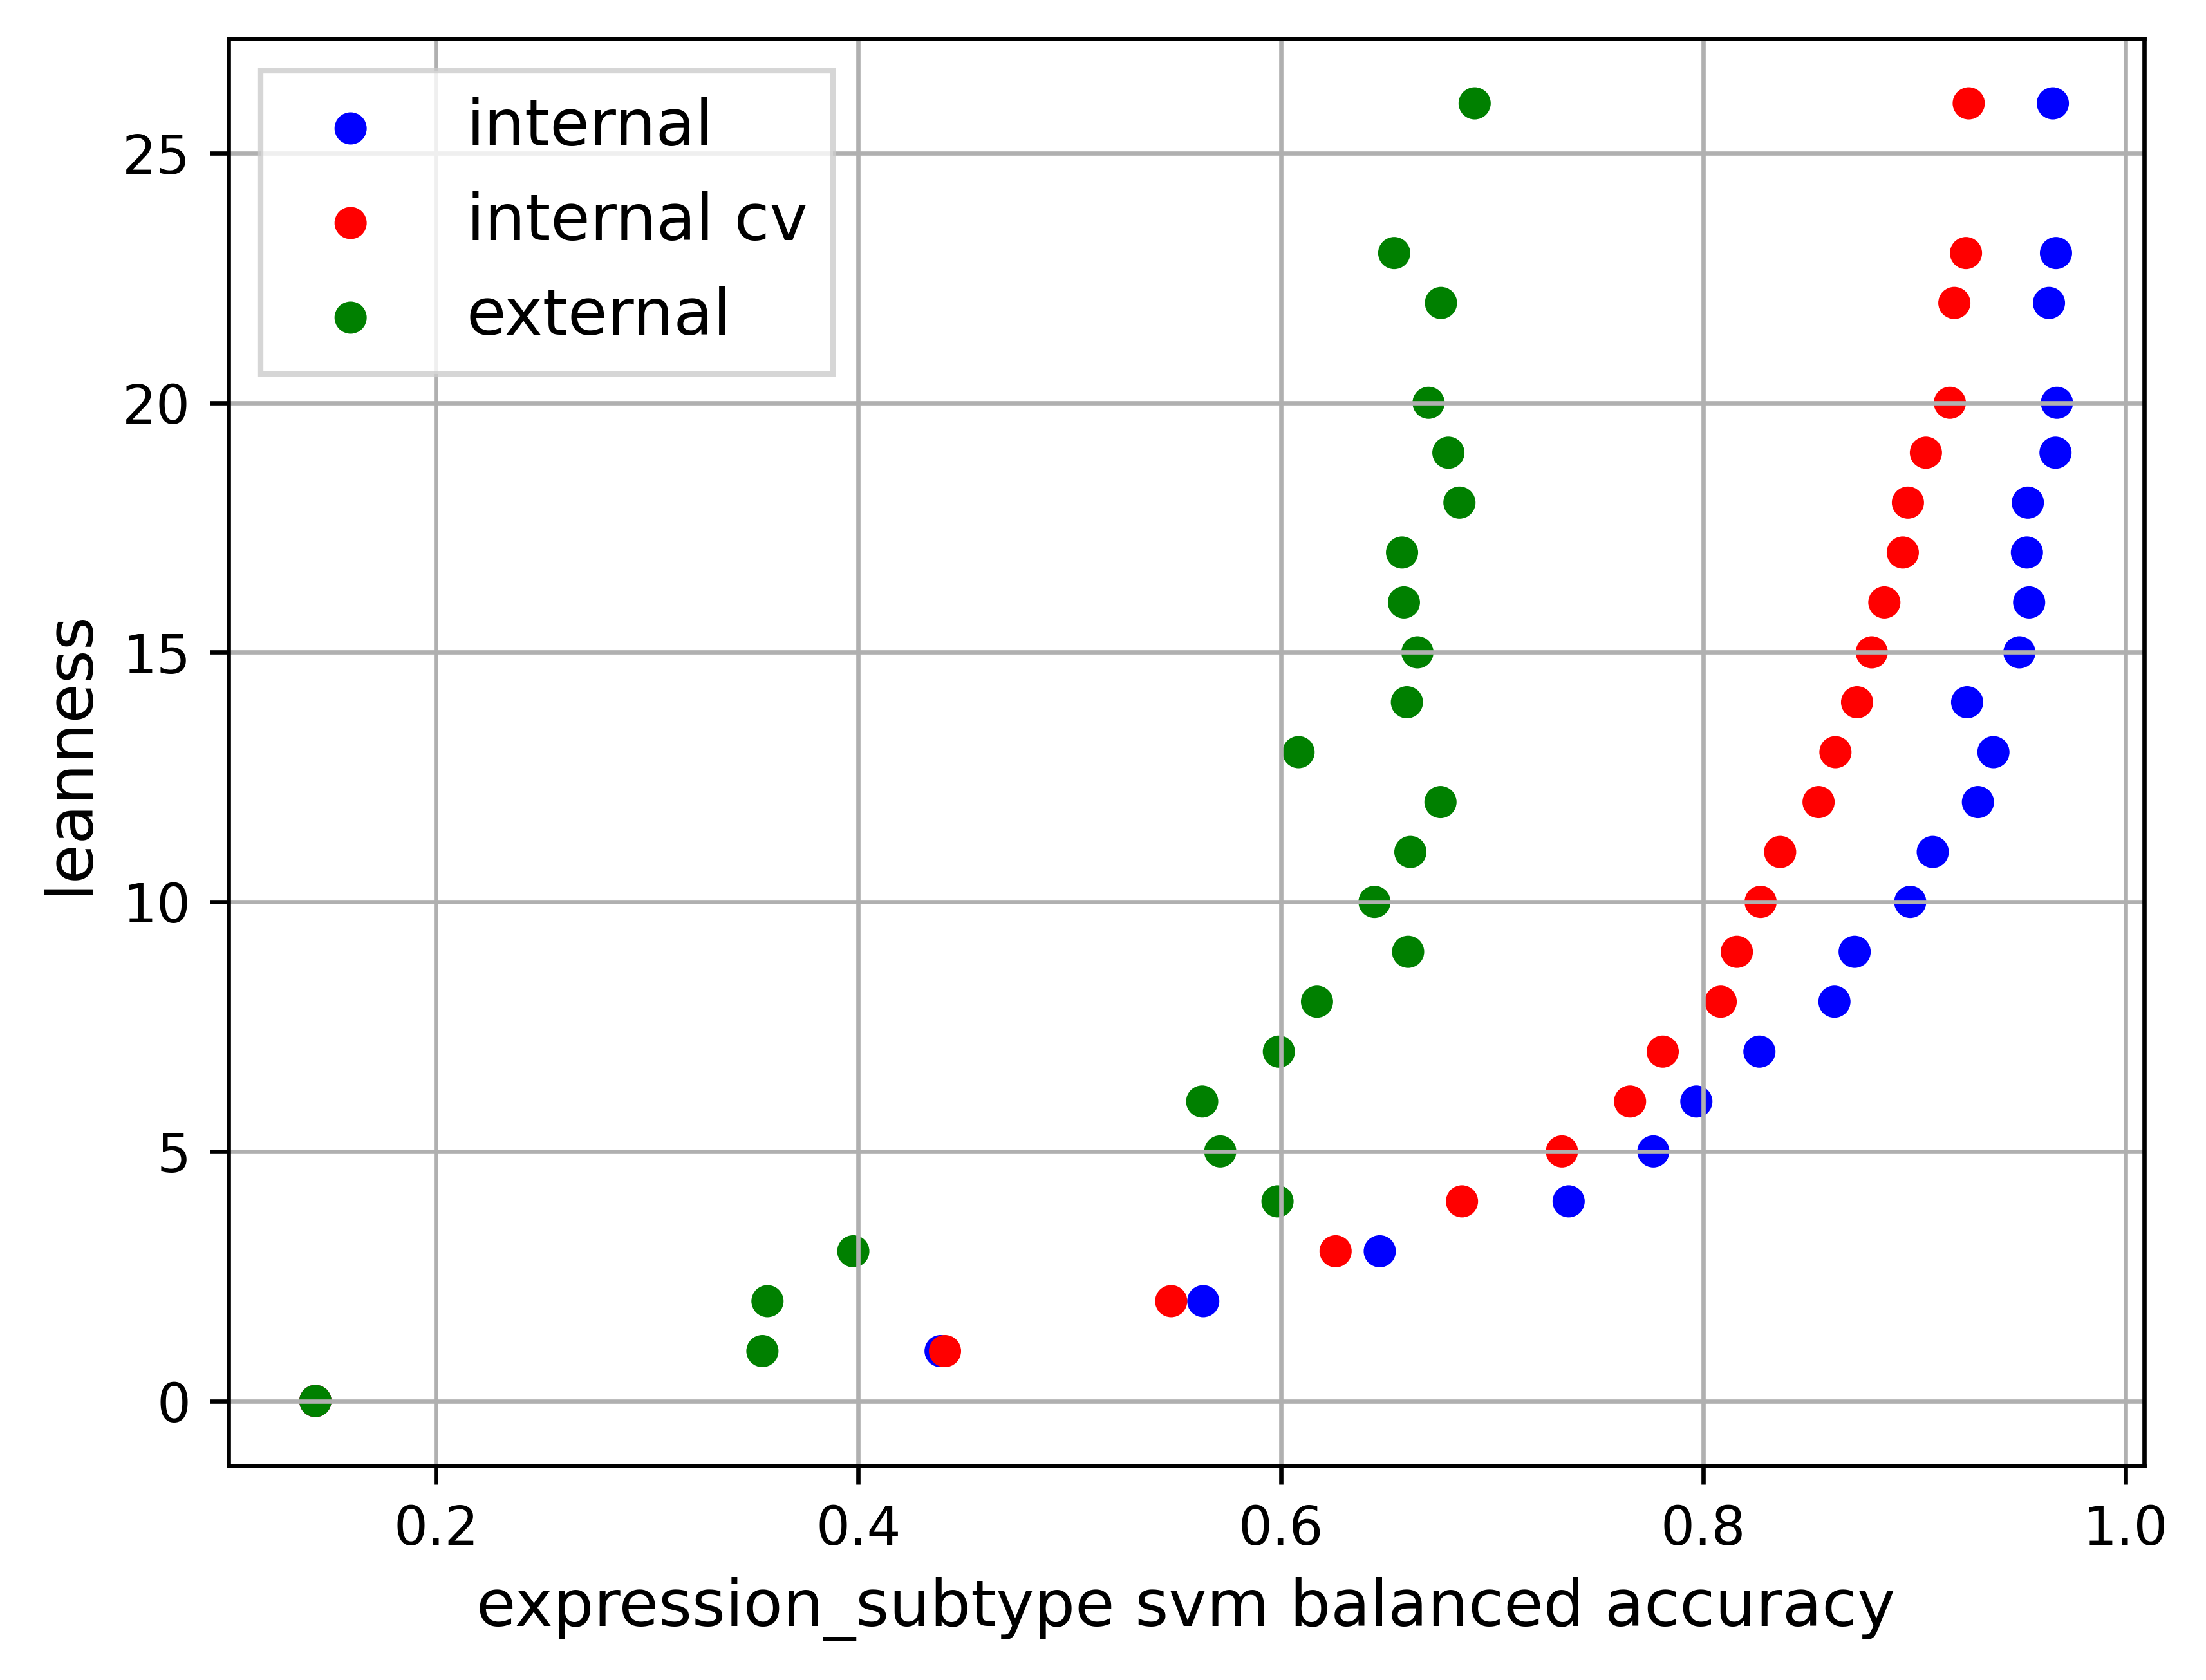 internal
internal cv
external
25
20
15
10
5
0
leanness
0.2 0.4 0.6 0.8 1.0
expression_subtype svm balanced accuracy